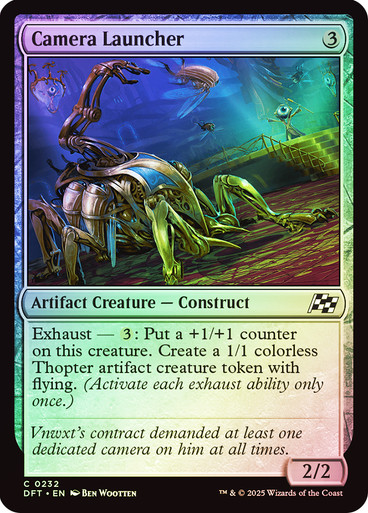 Camera Launcher 3
Artifact Creature — Construct
Exhaust — 3: Put a +1/+1 counter
on this creature. Create a 1/1 colorless
Thopter artifact creature token with
flying. (Activate each exhaust ability only
once.)
Vnwxt's contract demanded at least one
dedicated camera on him at all times.
2/2
C 0232
DFT • EN Ben Wootten
™ & © 2025 Wizards of the Coast